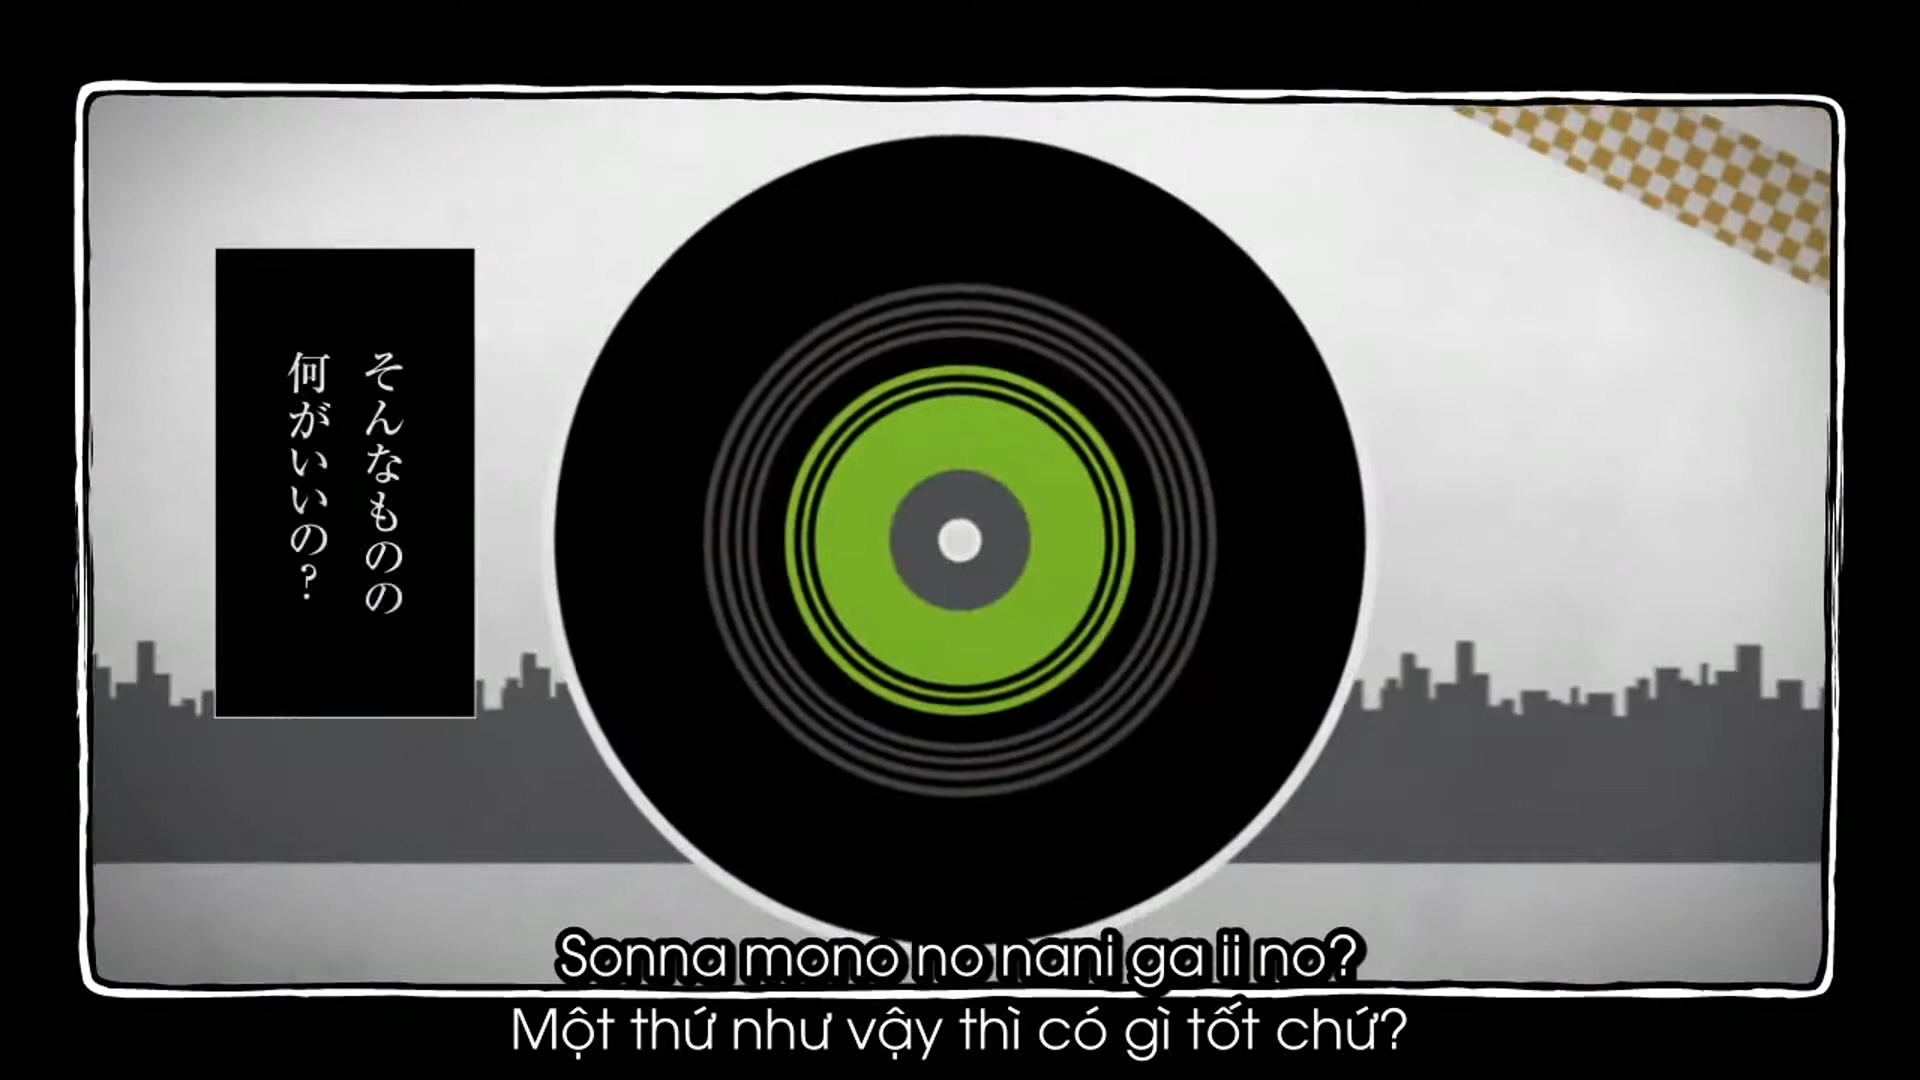 そんなものの
何がいいの？
Sonna mono no nani ga ii no?
Một thứ như vậy thì có gì tốt chứ?